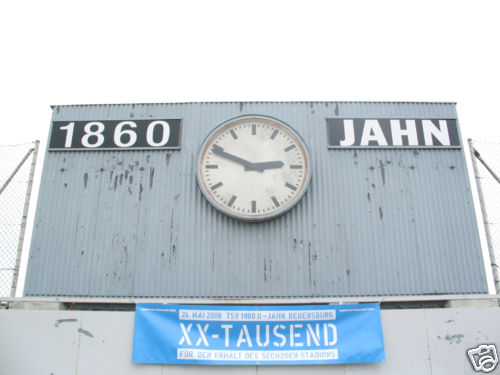 1860 JAHN
24. MAI 2008 TSV 1860 II-JAHN REGENSBURG
XX-TAUSEND
FÜR DEN ERHALT DES SECHZGER-STADIONS